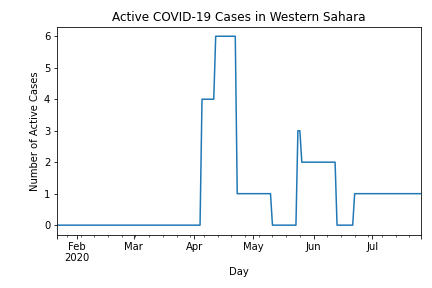 Active COVID-19 Cases in Western Sahara
Number of Active Cases
6
5
4
3
2
1
0
Feb Mar Apr May Jun Jul
2020
Day